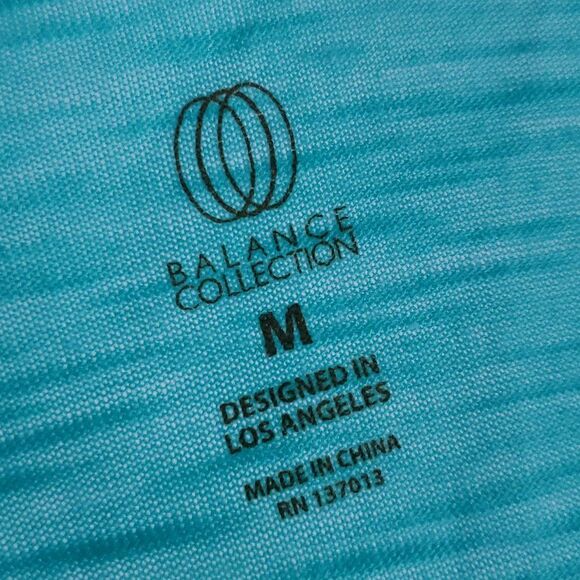 BALANCE
COLLECTION
M
DESIGNED IN
LOS ANGELES
MADE IN CHINA
RN 137013